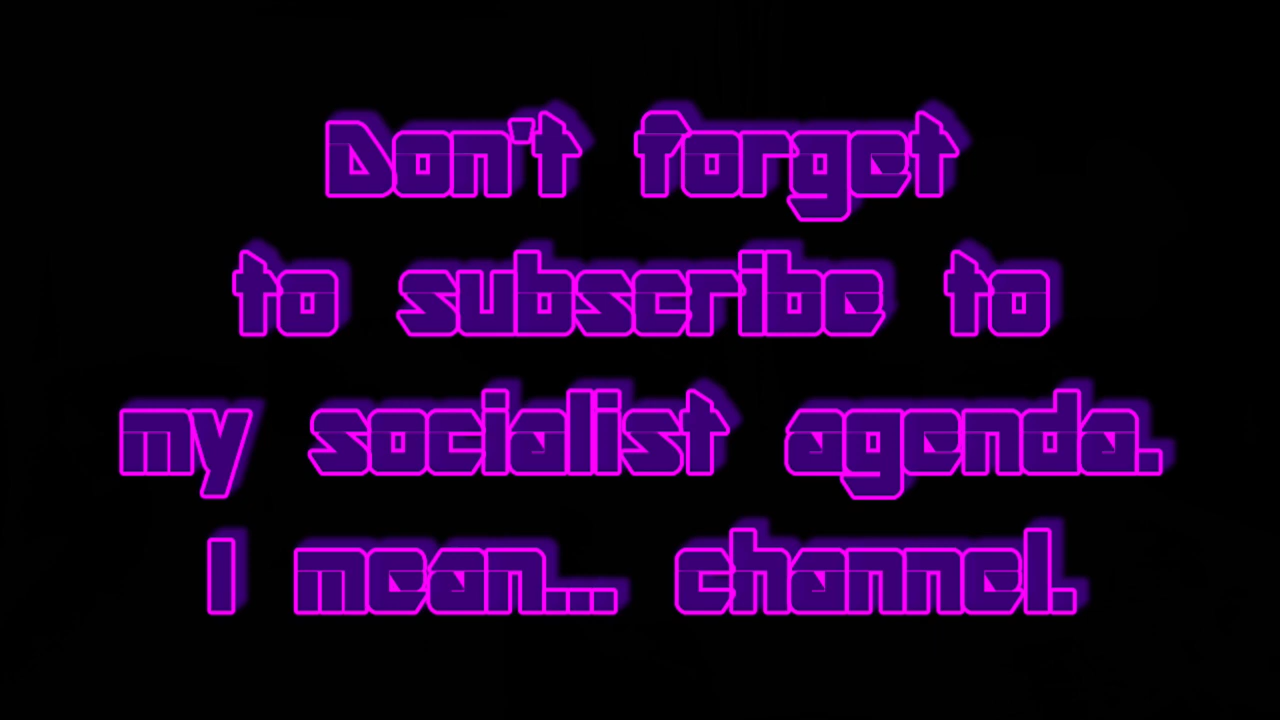 Don't forget
to subscribe to
my socialist agenda.
I mean... channel.